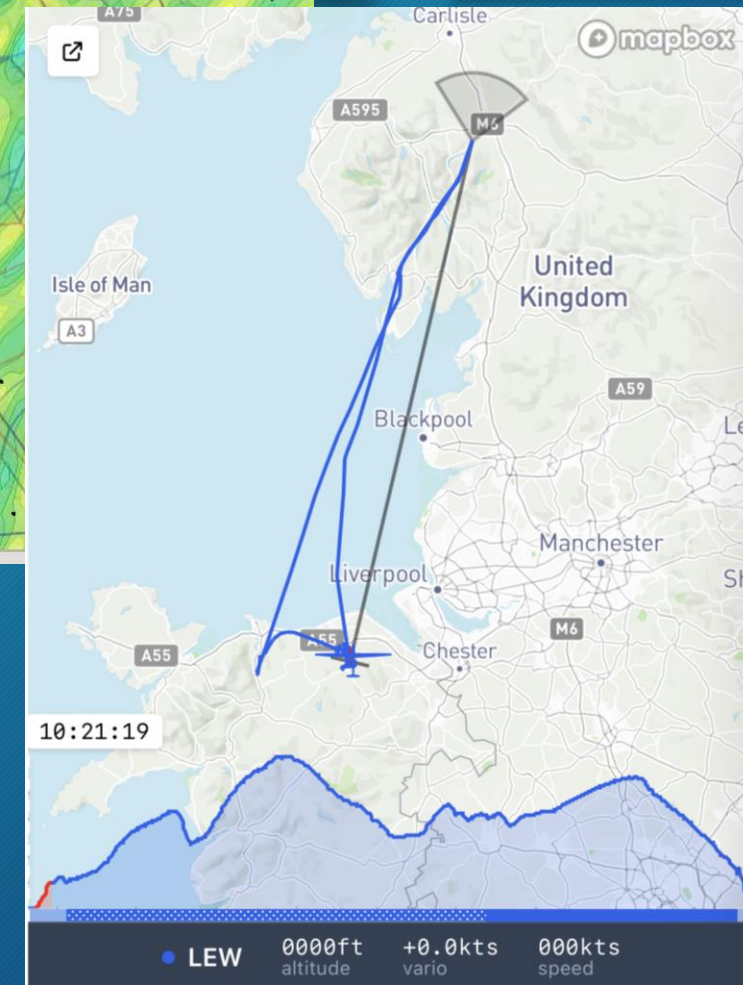 A75
Carlisle
mapbox
A595
M6
Isle of Man
United
Kingdom
A3
A59
Blackpool
Le
Manchester
Liverpool
Sh
M6
A55
A55
Chester
10:21:19
LEW
0000ft
+0.0kts
000kts
altitude
vario
speed